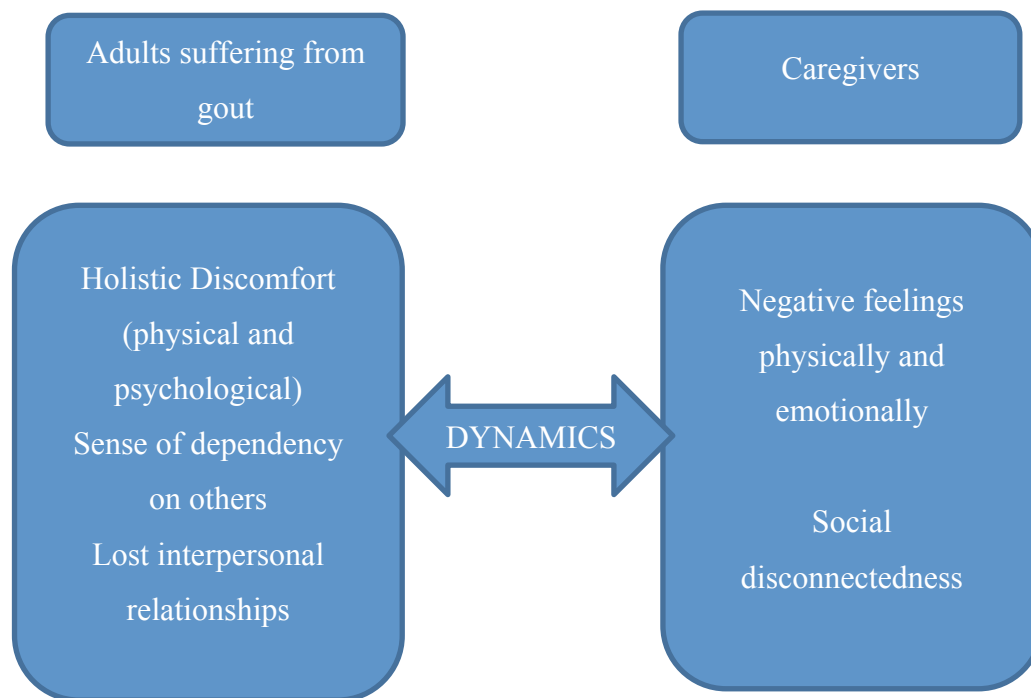 Adults suffering from
gout
Caregivers
Holistic Discomfort
(physical and
psychological)
Sense of dependency
on others
Lost interpersonal
relationships
DYNAMICS
Negative feelings
physically and
emotionally
Social
disconnectedness